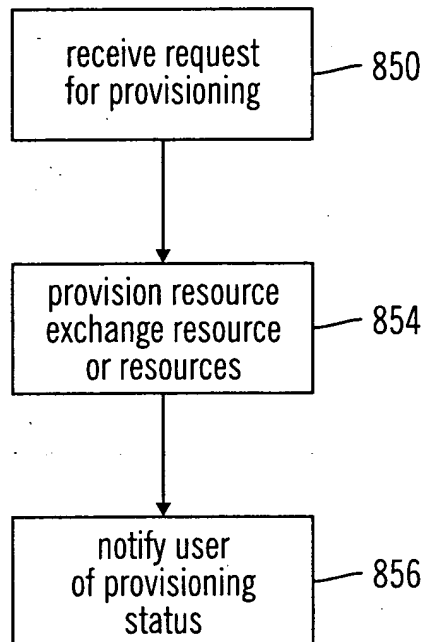 receive request
for provisioning
850
provision resource
exchange resource
or resources
854
notify user
of provisioning
status
856